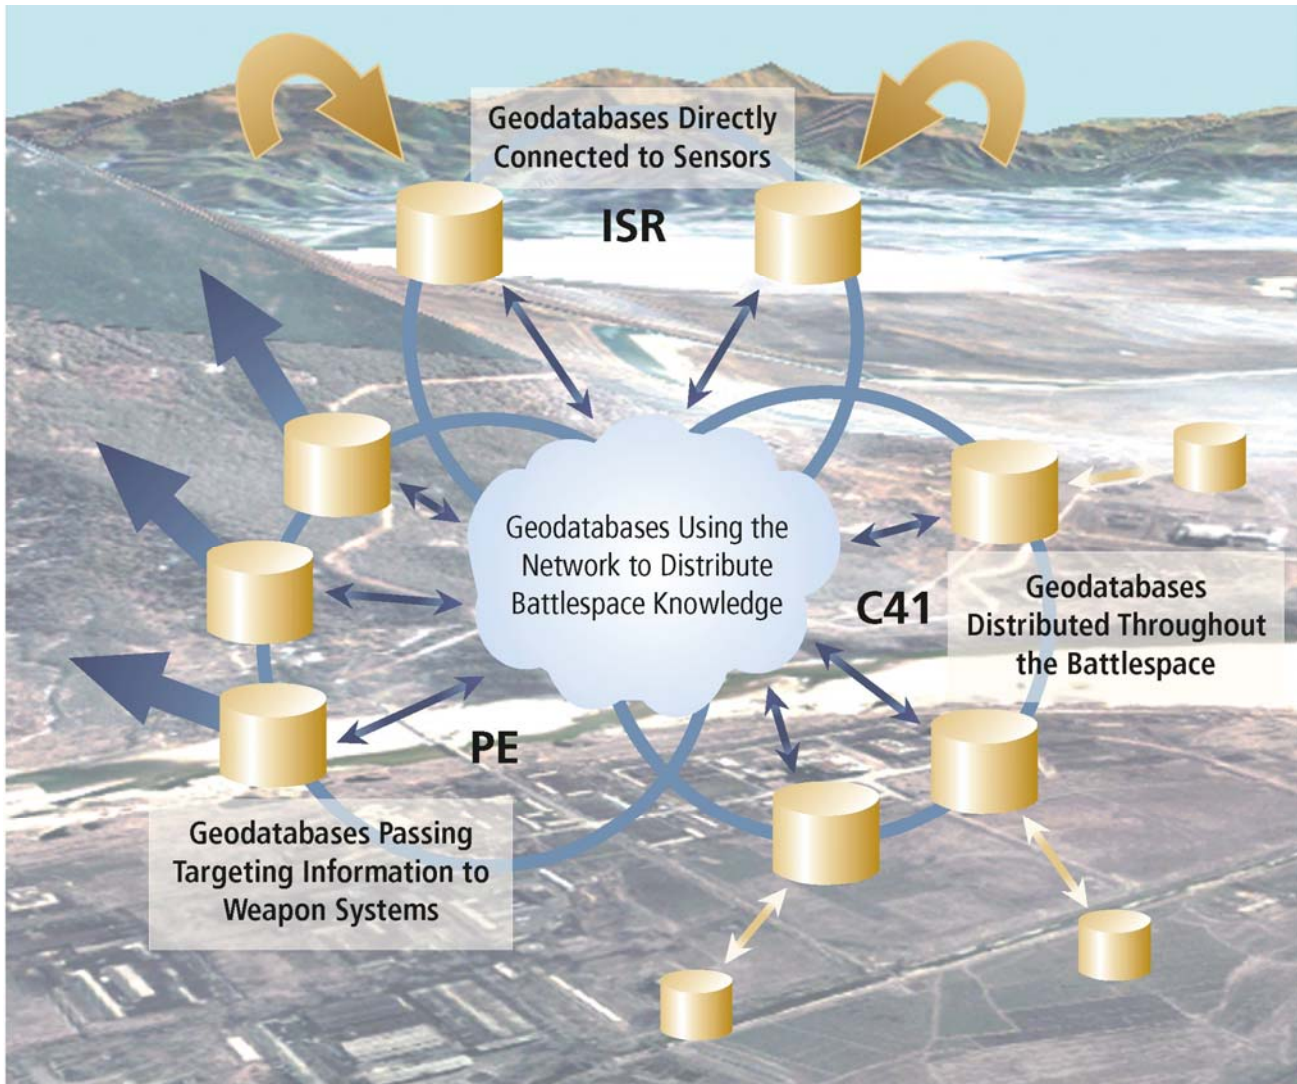 Geodatabases Directly
Connected to Sensors
ISR
Geodatabases Using the
Network to Distribute
Battlespace Knowledge
C41
Geodatabases
Distributed Throughout
the Battlespace
PE
Geodatabases Passing
Targeting Information to
Weapon Systems